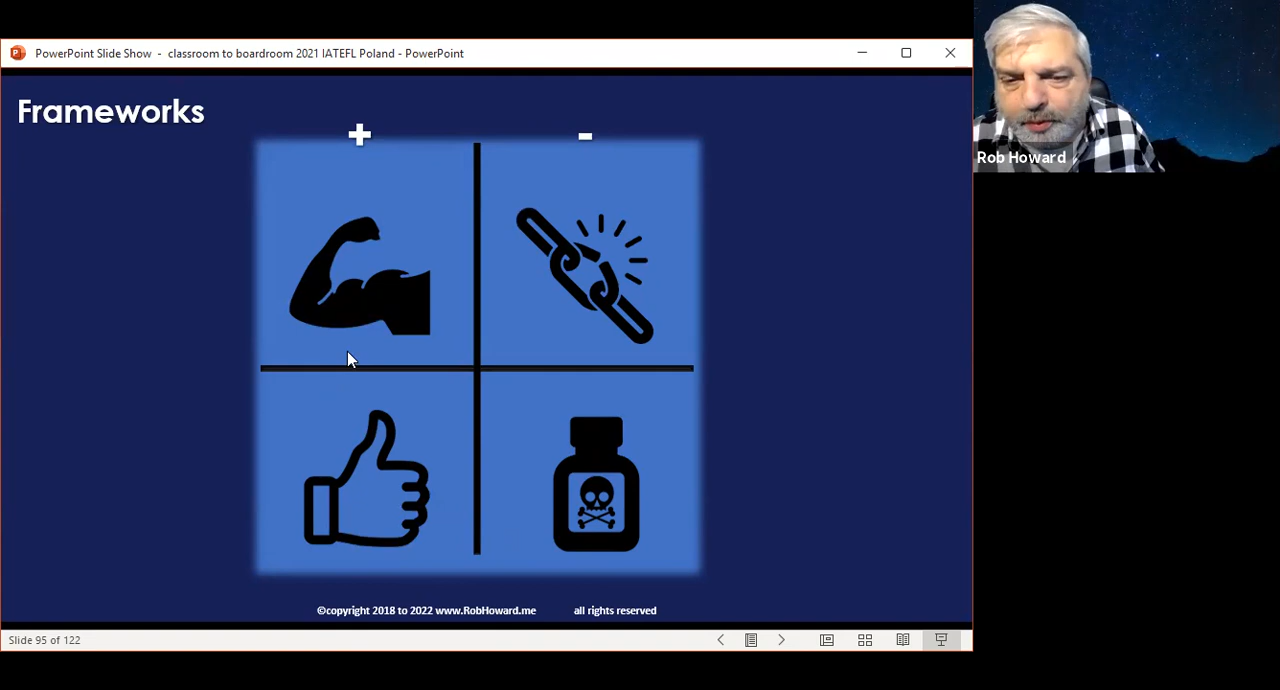 PowerPoint Slide Show - classroom to boardroom 2021 IATEFL Poland - PowerPoint
Rob Howard
Frameworks
+ -
©copyright 2018 to 2022 www.RobHoward.me all rights reserved
Slide 95 of 122